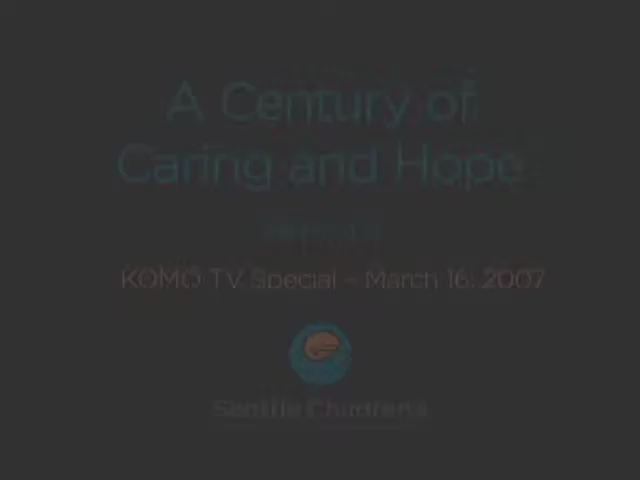 A Century of
Caring and Hope
KOMO TV Special - March 16, 2007
Seattle Children's